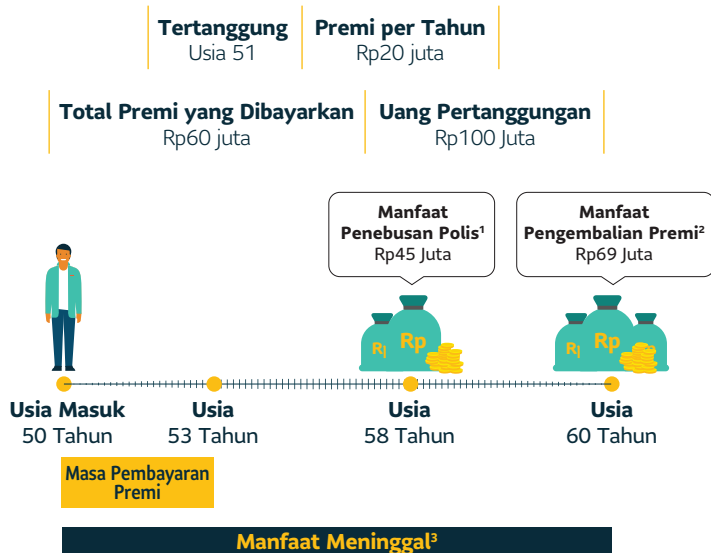 Tertanggung
Usia 51
Premi per Tahun
Rp20 juta
Total Premi yang Dibayarkan
Rp60 juta
Uang Pertanggungan
Rp100 Juta
Manfaat
Penebusan Polis¹
Rp45 Juta
Manfaat
Pengembalian Premi²
Rp69 Juta
Rp
Rp
Usia Masuk
50 Tahun
Usia
53 Tahun
Usia
58 Tahun
Usia
60 Tahun
Masa Pembayaran
Premi
Manfaat Meninggal³